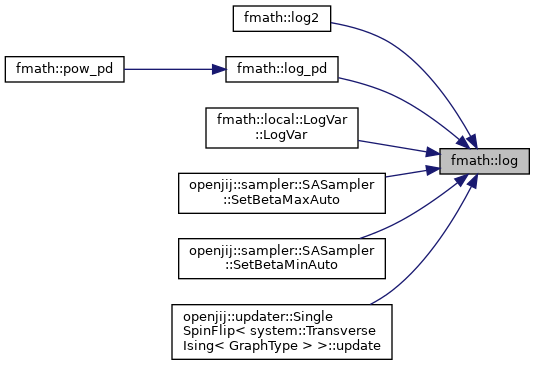 fmath::log2
fmath::pow_pd
fmath::log_pd
fmath::local::LogVar
::LogVar
fmath::log
openjij::sampler::SASampler
::SetBetaMaxAuto
openjij::sampler::SASampler
::SetBetaMinAuto
openjij::updater::Single
SpinFlip< system::Transverse
Ising< GraphType > >::update